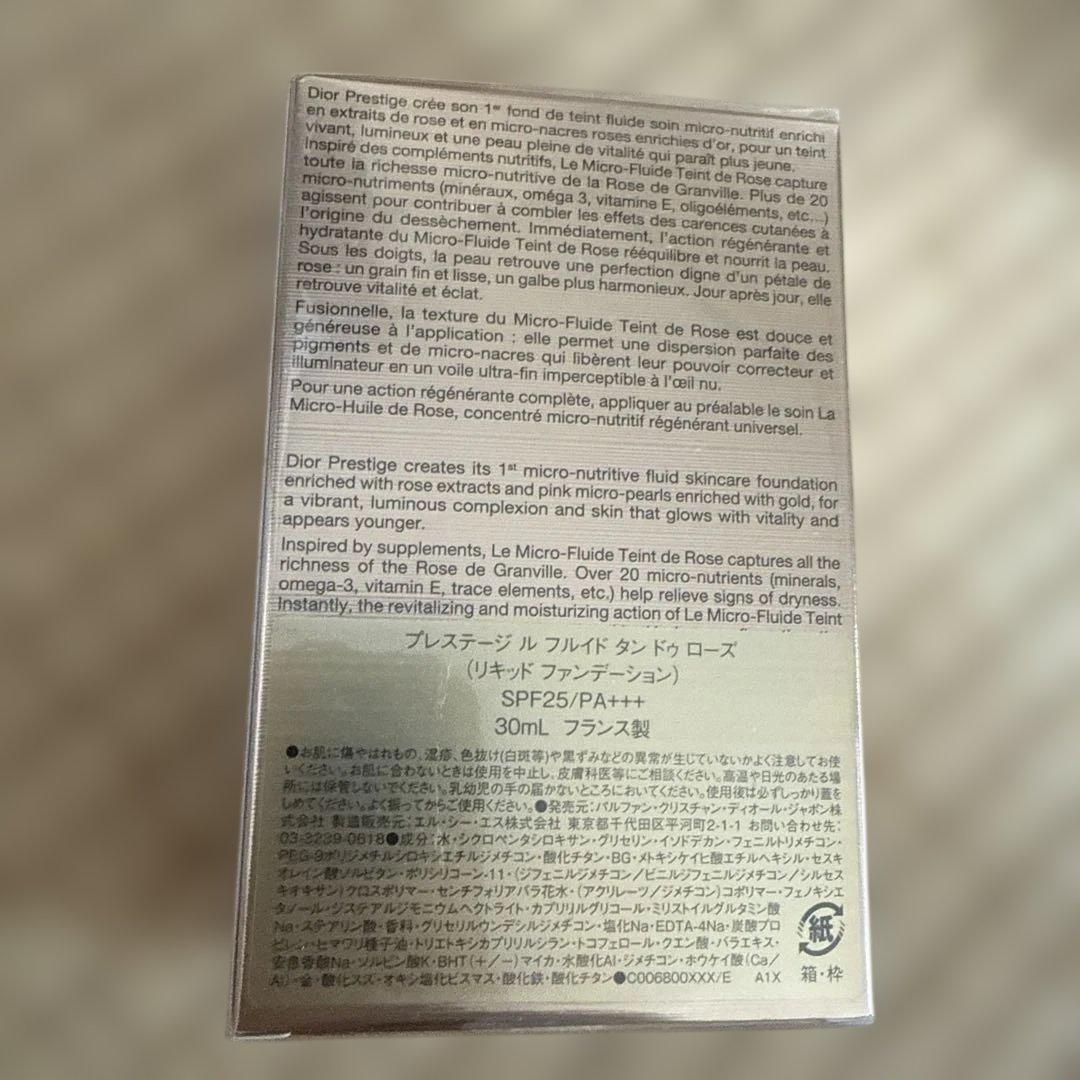 Dior Prestige crée son 1er fond de teint fluide soin micro-nutritif enrichi
en extraits de rose et en micro-nacres roses enrichies d'or, pour un teint
vivant, lumineux et une peau pleine de vitalité qui paraît plus jeune.
Inspiré des compléments nutritifs, Le Micro-Fluide Teint de Rose capture
toute la richesse micro-nutritive de la Rose de Granville. Plus de 20
micro-nutriments (minéraux, oméga 3, vitamine E, oligoéléments, etc...)
agissent pour contribuer à combler les effets des carences cutanées à
l'origine du dessèchement. Immédiatement, l'action régénérante et
hydratante du Micro-Fluide Teint de Rose rééquilibre et nourrit la peau.
Sous les doigts, la peau retrouve une perfection digne d'un pétale de
rose : un grain fin et lisse, un galbe plus harmonieux. Jour après jour, elle
retrouve vitalité et éclat.
Fusionnelle, la texture du Micro-Fluide Teint de Rose est douce et
généreuse à l'application : elle permet une dispersion parfaite des
pigments et de micro-nacres qui libèrent leur pouvoir correcteur et
illuminateur en un voile ultra-fin imperceptible à l'œil nu.
Pour une action régénérante complète, appliquer au préalable le soin La
Micro-Huile de Rose, concentré micro-nutritif régénérant universel.
Dior Prestige creates its 1st micro-nutritive fluid skincare foundation
enriched with rose extracts and pink micro-pearls enriched with gold, for
a vibrant, luminous complexion and skin that glows with vitality and
appears younger.
Inspired by supplements, Le Micro-Fluide Teint de Rose captures all the
richness of the Rose de Granville. Over 20 micro-nutrients (minerals,
omega-3, vitamin E, trace elements, etc.) help relieve signs of dryness.
Instantly, the revitalizing and moisturizing action of Le Micro-Fluide Teint
プレステージ ル フルイド タン ドゥ ローズ
(リキッド ファンデーション)
SPF25/PA+++
30mL フランス製
●お肌に傷やはれもの、湿疹、色抜け(白斑等)や黒ずみなどの異常が生じていないかよく注意してお使
いください。お肌に合わないときは使用を中止し、皮膚科医等にご相談ください。高温や日光のあたる場
所には保管しないでください。乳幼児の手の届かないところにおいてください。使用後は必ずしっかり蓋を
しめてください。よく振ってからご使用ください。●発売元:パルファン・クリスチャン・ディオール・ジャポン株
式会社 製造販売元:エル・シー・エス株式会社 東京都千代田区平河町2-1-1 お問い合わせ先:
03-3239-0618●成分:水・シクロペンタシロキサン・グリセリン・イソドデカン・フェニルトリメチコン・
PEG-9ポリジメチルシロキシエチルジメチコン・酸化チタン・BG・メトキシケイヒ酸エチルヘキシル・セスキ
オレイン酸ソルビタン・ポリシリコーン-11・(ジフェニルジメチコン/ビニルジフェニルジメチコン/シルセス
キオキサン)クロスポリマー・センチフォリアバラ花水・(アクリレーツ/ジメチコン)コポリマー・フェノキシエ
タノール・ジステアルジモニウムヘクトライト・カプリリルグリコール・ミリストイルグルタミン酸
Na・ステアリン酸・香料・グリセリルウンデシルジメチコン・塩化Na・EDTA-4Na・炭酸プロ
ピレン・ヒマワリ種子油・トリエトキシカプリリルシラン・トコフェロール・クエン酸・バラエキス・
安息香酸Na・ソルビン酸K・BHT(+/-)マイカ・水酸化Al・ジメチコン・ホウケイ酸(Ca/
Al)・金・酸化スズ・オキシ塩化ビスマス・酸化鉄・酸化チタン●C006800XXX/E A1X
紙
箱・枠